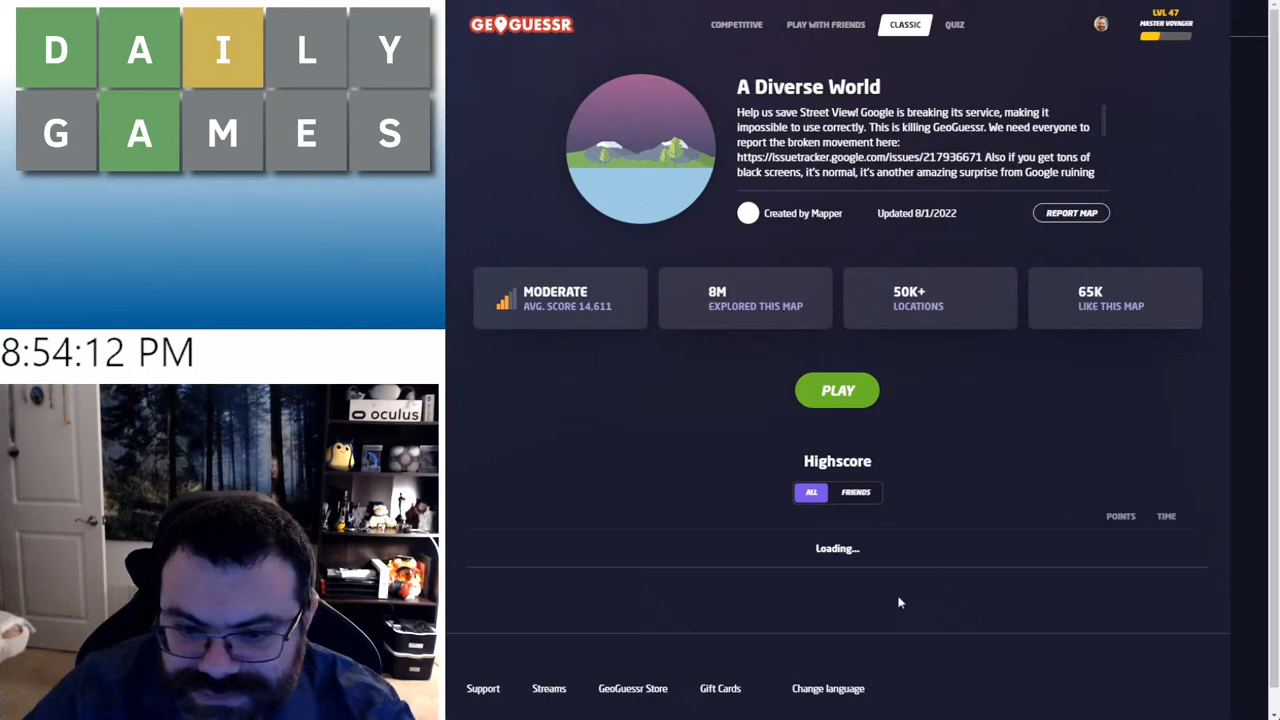 DAILY
GAMES
8:54:12 PM
oculus
GEOGUESSR
COMPETITIVE
PLAY WITH FRIENDS
CLASSIC
QUIZ
LVL 47
MASTER VOYAGER
A Diverse World
Help us save Street View! Google is breaking its service, making it
impossible to use correctly. This is killing GeoGuessr. We need everyone to
report the broken movement here:
https://issuetracker.google.com/issues/217936671 Also if you get tons of
black screens, it's normal, it's another amazing surprise from Google ruining
Created by Mapper
Updated 8/1/2022
REPORT MAP
MODERATE
AVG. SCORE 14,611
8M
EXPLORED THIS MAP
50K+
LOCATIONS
65K
LIKE THIS MAP
PLAY
Highscore
ALL
FRIENDS
POINTS
TIME
Loading...
Support
Streams
GeoGuessr Store
Gift Cards
Change language